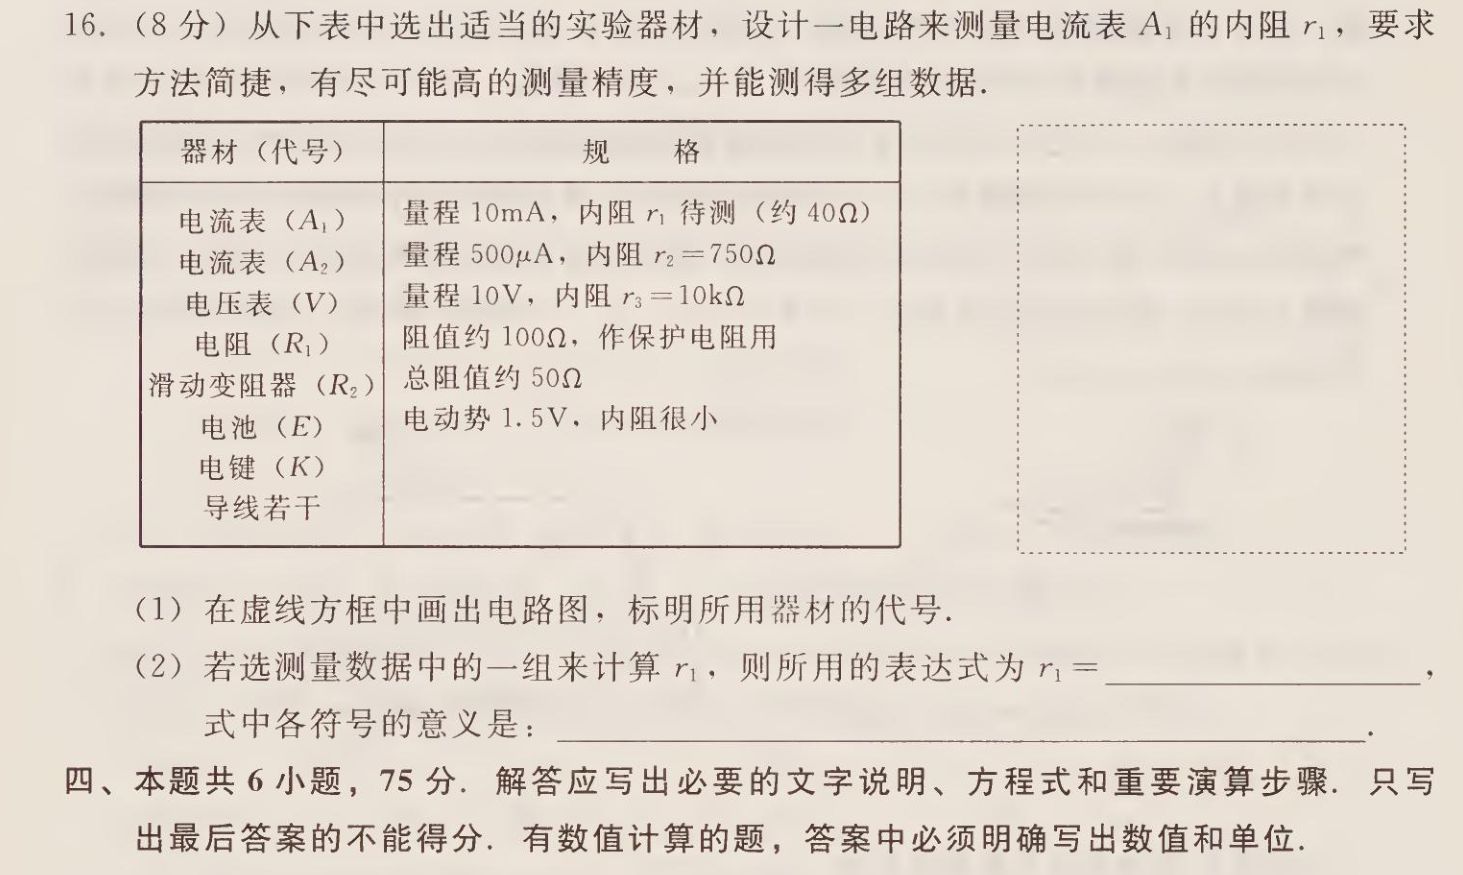 16. （8 分）从下表中选出适当的实验器材，设计一电路来测量电流表 A₁ 的内阻 r₁，要求
方法简捷，有尽可能高的测量精度，并能测得多组数据.
器材（代号） 规 格
电流表（A₁） 量程 10mA，内阻 r₁ 待测（约 40Ω）
电流表（A₂） 量程 500μA，内阻 r₂＝750Ω
电压表（V） 量程 10V，内阻 r₃＝10kΩ
电阻（R₁） 阻值约 100Ω，作保护电阻用
滑动变阻器（R₂） 总阻值约 50Ω
电池（E） 电动势 1.5V，内阻很小
电键（K）
导线若干
（1）在虚线方框中画出电路图，标明所用器材的代号.
（2）若选测量数据中的一组来计算 r₁，则所用的表达式为 r₁＝____________，
式中各符号的意义是：____________.
四、本题共 6 小题，75 分. 解答应写出必要的文字说明、方程式和重要演算步骤. 只写
出最后答案的不能得分. 有数值计算的题，答案中必须明确写出数值和单位.